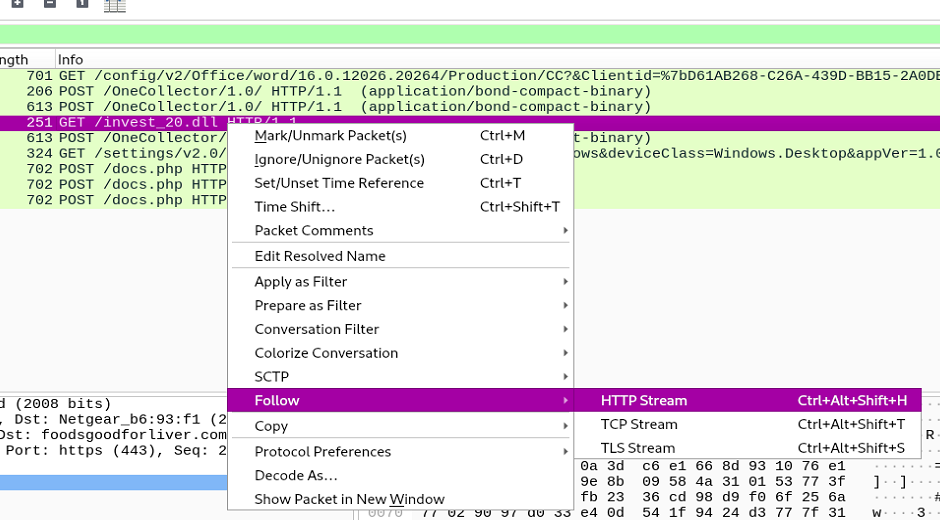 ngth Info
701 GET /config/v2/Office/word/16.0.12026.20264/Production/CC?&Clientid=%7bD61AB268-C26A-439D-BB15-2A0DE
206 POST /OneCollector/1.0/ HTTP/1.1 (application/bond-compact-binary)
613 POST /OneCollector/1.0/ HTTP/1.1 (application/bond-compact-binary)
251 GET /invest_20.dll HTTP/1.1
613 POST /OneCollector/ t-binary)
324 GET /settings/v2.0/ ows&deviceClass=Windows.Desktop&appVer=1.0
702 POST /docs.php HTTP
702 POST /docs.php HTTP
702 POST /docs.php HTTP
Mark/Unmark Packet(s) Ctrl+M
Ignore/Unignore Packet(s) Ctrl+D
Set/Unset Time Reference Ctrl+T
Time Shift… Ctrl+Shift+T
Packet Comments
Edit Resolved Name
Apply as Filter
Prepare as Filter
Conversation Filter
Colorize Conversation
SCTP
Follow
Copy
Protocol Preferences
Decode As…
Show Packet in New Window
HTTP Stream Ctrl+Alt+Shift+H
TCP Stream Ctrl+Alt+Shift+T
TLS Stream Ctrl+Alt+Shift+S
d (2008 bits)
, Dst: Netgear_b6:93:f1 (2
Dst: foodsgoodforliver.com
Port: https (443), Seq: 2
R
0a 3d c6 e1 66 8d 93 10 76 e1 ·······=
9e 8b 09 58 4a 31 01 53 77 3f ]··]····
fb 23 36 cd 98 d9 f0 6f 25 6a ·······#
0070 77 02 90 97 d0 33 e4 0d 54 1f 94 24 d3 77 7f 31 w····3··